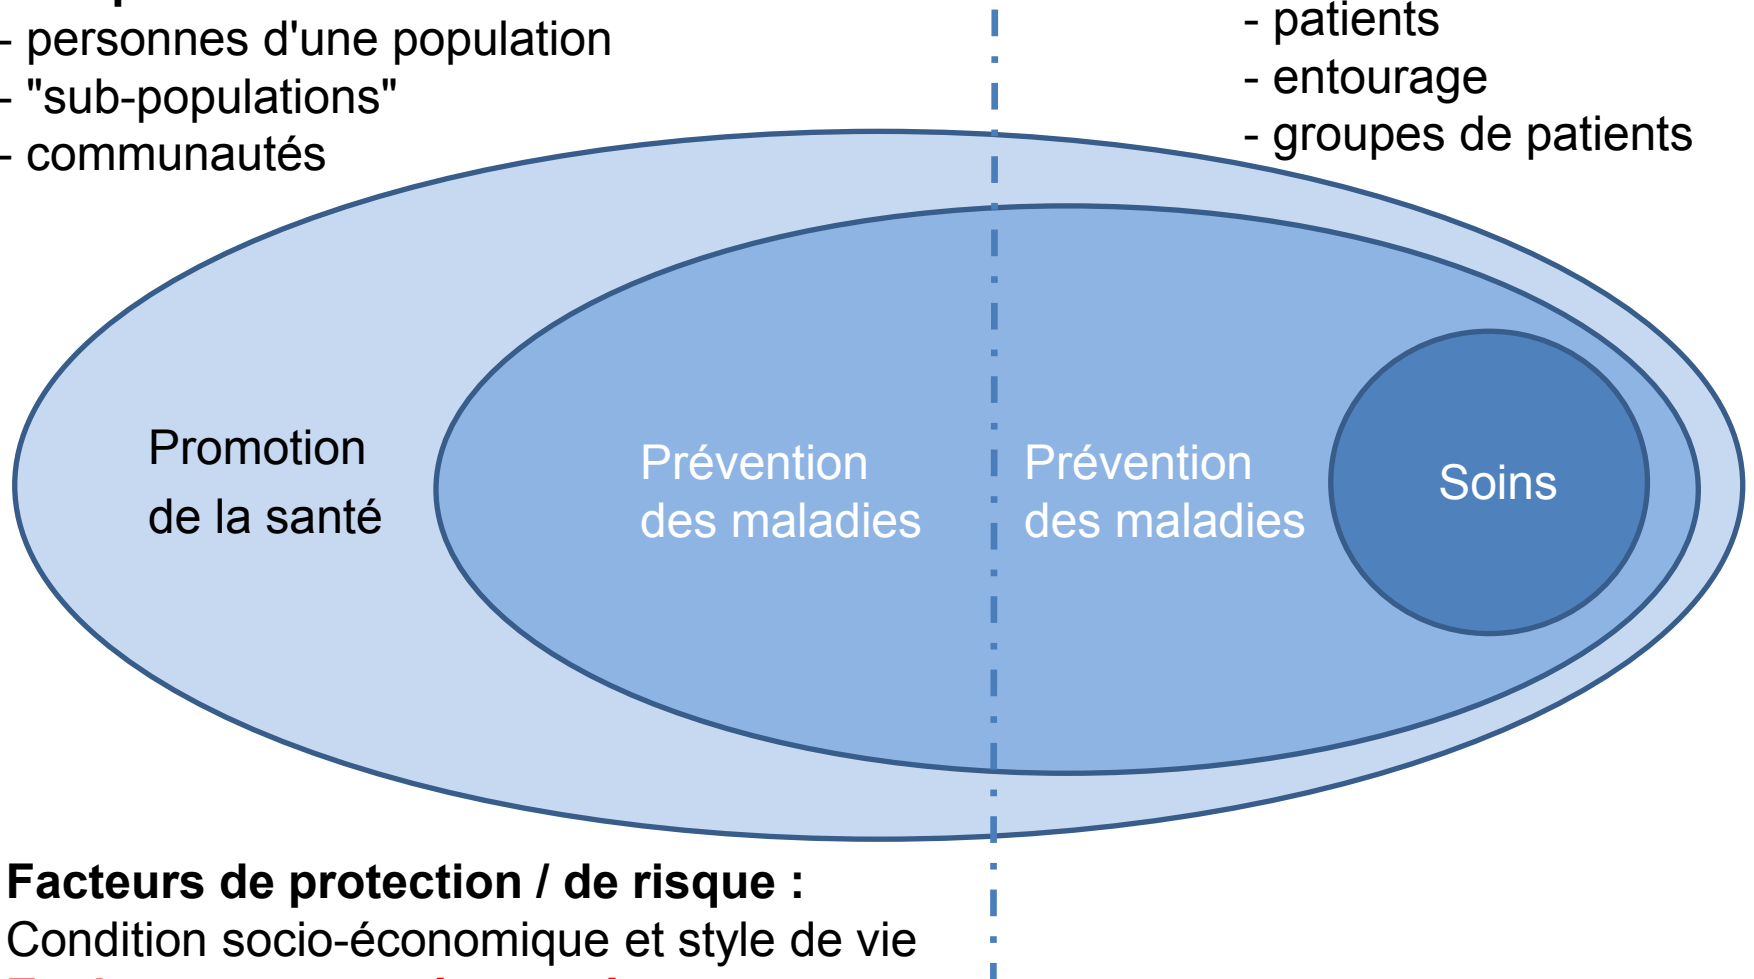 - personnes d'une population
- "sub-populations"
- communautés
- patients
- entourage
- groupes de patients
Promotion
de la santé
Prévention
des maladies
Prévention
des maladies
Soins
Facteurs de protection / de risque :
Condition socio-économique et style de vie